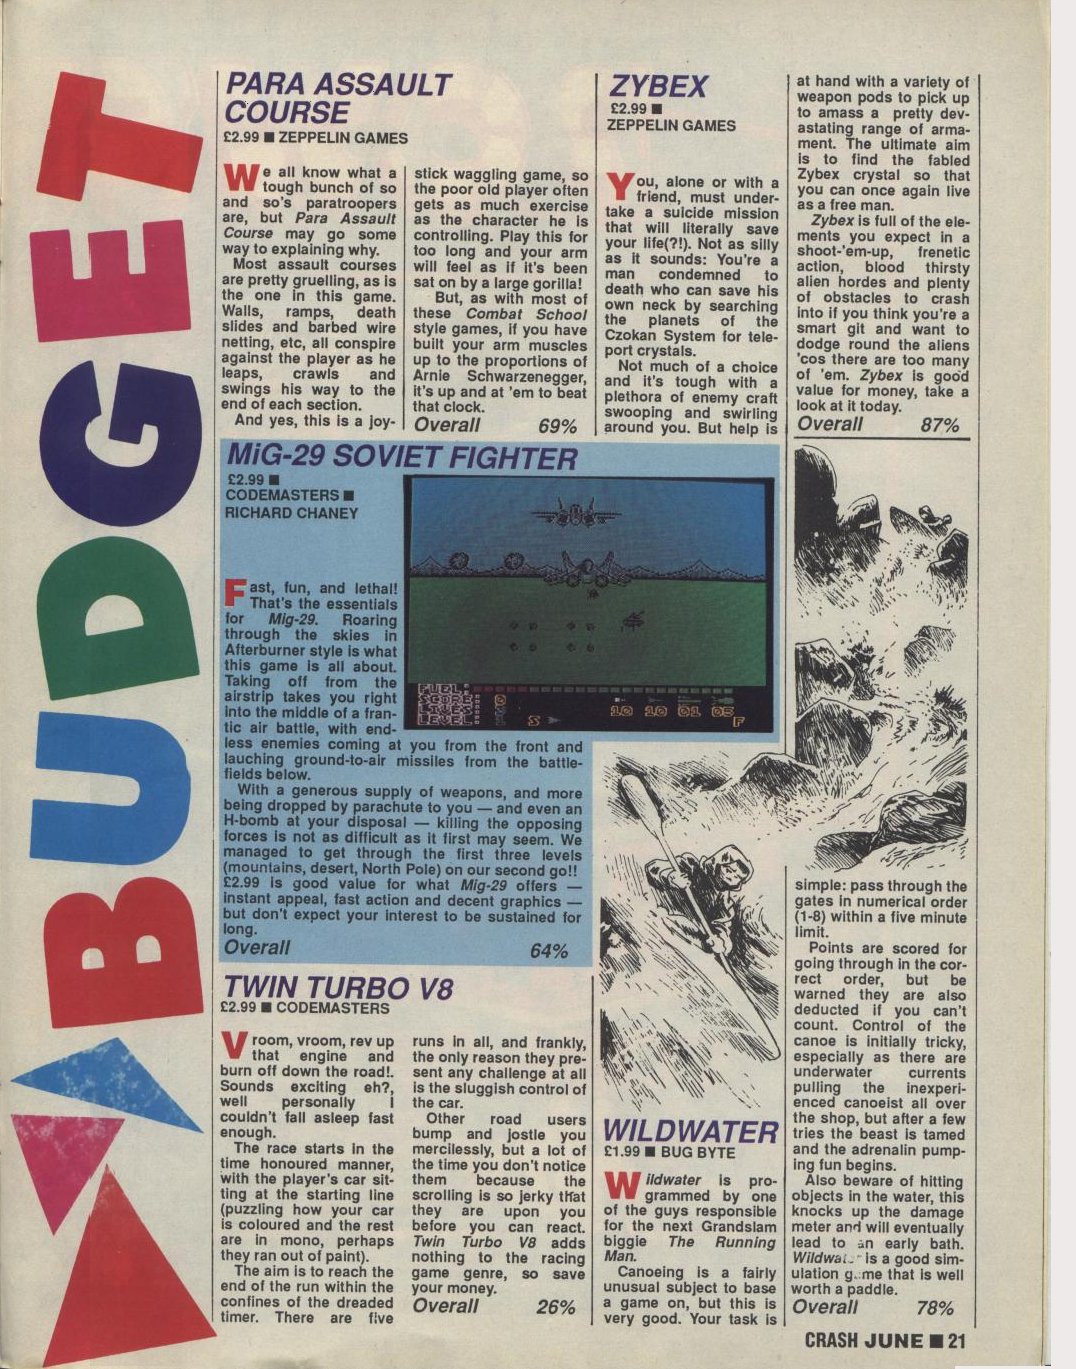 BUDGET
PARA ASSAULT
COURSE
£2.99 ■ ZEPPELIN GAMES
We all know what a
tough bunch of so
and so's paratroopers
are, but Para Assault
Course may go some
way to explaining why.
Most assault courses
are pretty gruelling, as is
the one in this game.
Walls, ramps, death
slides and barbed wire
netting, etc, all conspire
against the player as he
leaps, crawls and
swings his way to the
end of each section.
And yes, this is a joy-
stick waggling game, so
the poor old player often
gets as much exercise
as the character he is
controlling. Play this for
too long and your arm
will feel as if it's been
sat on by a large gorilla!
But, as with most of
these Combat School
style games, if you have
built your arm muscles
up to the proportions of
Arnie Schwarzenegger,
it's up and at 'em to beat
that clock.
Overall 69%
ZYBEX
£2.99 ■
ZEPPELIN GAMES
You, alone or with a
friend, must under-
take a suicide mission
that will literally save
your life(?!). Not as silly
as it sounds: You're a
man condemned to
death who can save his
own neck by searching
the planets of the
Czokan System for tele-
port crystals.
Not much of a choice
and it's tough with a
plethora of enemy craft
swooping and swirling
around you. But help is
at hand with a variety of
weapon pods to pick up
to amass a pretty dev-
astating range of arma-
ment. The ultimate aim
is to find the fabled
Zybex crystal so that
you can once again live
as a free man.
Zybex is full of the ele-
ments you expect in a
shoot-'em-up, frenetic
action, blood thirsty
alien hordes and plenty
of obstacles to crash
into if you think you're a
smart git and want to
dodge round the aliens
'cos there are too many
of 'em. Zybex is good
value for money, take a
look at it today.
Overall 87%
MiG-29 SOVIET FIGHTER
£2.99 ■
CODEMASTERS ■
RICHARD CHANEY
Fast, fun, and lethal!
That's the essentials
for Mig-29. Roaring
through the skies in
Afterburner style is what
this game is all about.
Taking off from the
airstrip takes you right
into the middle of a fran-
tic air battle, with end-
less enemies coming at you from the front and
lauching ground-to-air missiles from the battle-
fields below.
With a generous supply of weapons, and more
being dropped by parachute to you — and even an
H-bomb at your disposal — killing the opposing
forces is not as difficult as it first may seem. We
managed to get through the first three levels
(mountains, desert, North Pole) on our second go!!
£2.99 is good value for what Mig-29 offers —
instant appeal, fast action and decent graphics —
but don't expect your interest to be sustained for
long.
Overall 64%
FUEL:
SCORE: 0
LIVES:
LEVEL: S 10 10 01 05
F
TWIN TURBO V8
£2.99 ■ CODEMASTERS
Vroom, vroom, rev up
that engine and
burn off down the road!.
Sounds exciting eh?,
well personally I
couldn't fall asleep fast
enough.
The race starts in the
time honoured manner,
with the player's car sit-
ting at the starting line
(puzzling how your car
is coloured and the rest
are in mono, perhaps
they ran out of paint).
The aim is to reach the
end of the run within the
confines of the dreaded
timer. There are five
runs in all, and frankly,
the only reason they pre-
sent any challenge at all
is the sluggish control of
the car.
Other road users
bump and jostle you
mercilessly, but a lot of
the time you don't notice
them because the
scrolling is so jerky that
they are upon you
before you can react.
Twin Turbo V8 adds
nothing to the racing
game genre, so save
your money.
Overall 26%
WILDWATER
£1.99 ■ BUG BYTE
Wildwater is pro-
grammed by one
of the guys responsible
for the next Grandslam
biggie The Running
Man.
Canoeing is a fairly
unusual subject to base
a game on, but this is
very good. Your task is
simple: pass through the
gates in numerical order
(1-8) within a five minute
limit.
Points are scored for
going through in the cor-
rect order, but be
warned they are also
deducted if you can't
count. Control of the
canoe is initially tricky,
especially as there are
underwater currents
pulling the inexperi-
enced canoeist all over
the shop, but after a few
tries the beast is tamed
and the adrenalin pump-
ing fun begins.
Also beware of hitting
objects in the water, this
knocks up the damage
meter and will eventually
lead to an early bath.
Wildwater is a good sim-
ulation game that is well
worth a paddle.
Overall 78%
CRASH JUNE ■ 21